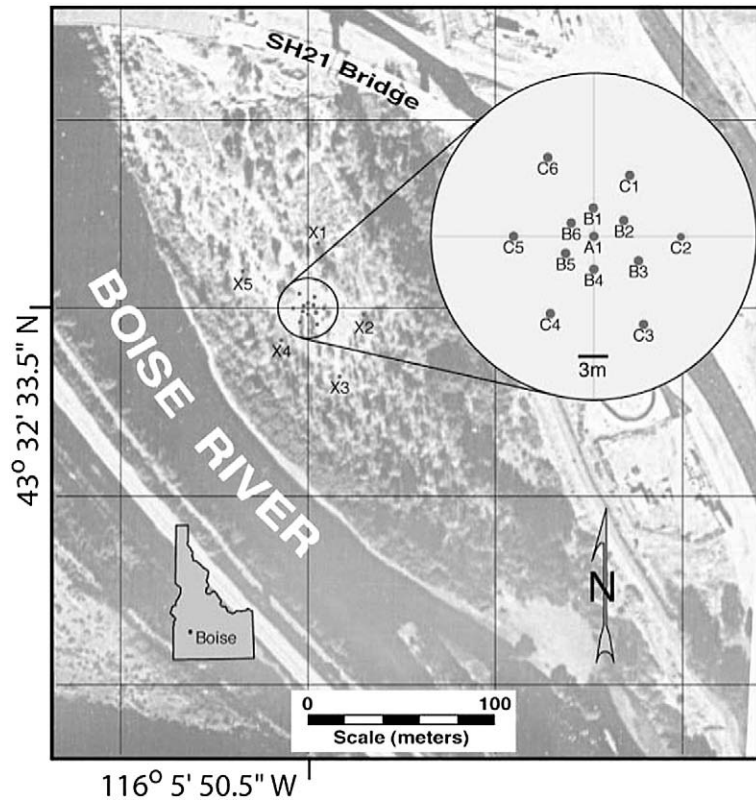 SH21 Bridge
C6
C1
B1
B2
B6
C5
A1
C2
B5
B3
B4
C4
C3
3m
X1
X5
X2
X4
X3
43° 32' 33.5" N
BOISE RIVER
N
Boise
0 100
Scale (meters)
116° 5' 50.5" W